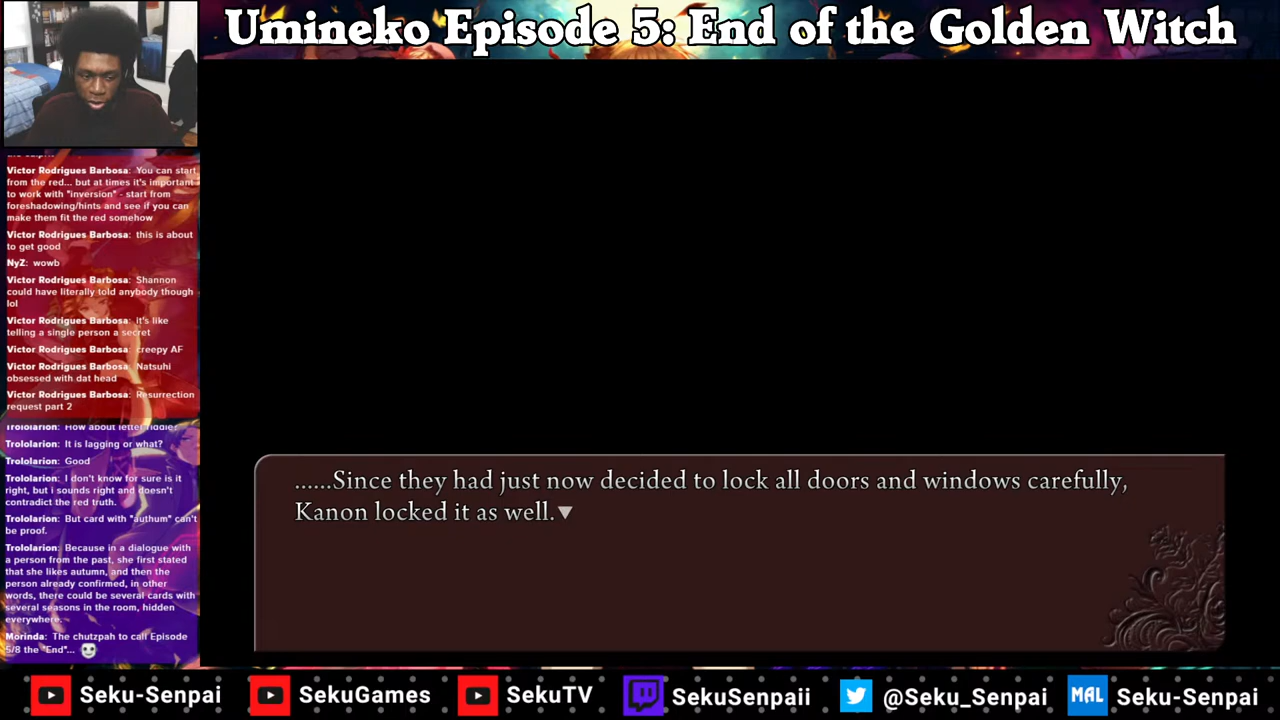 Umineko Episode 5: End of the Golden Witch
Victor Rodrigues Barbosa: You can start
from the red... but at times it's important
to work with "inversion" - start from
foreshadowing/hints and see if you can
make them fit the red somehow
Victor Rodrigues Barbosa: this is about
to get good
NyZ: wowb
Victor Rodrigues Barbosa: Shannon
could have literally told anybody though
lol
Victor Rodrigues Barbosa: it's like
telling a single person a secret
Victor Rodrigues Barbosa: creepy AF
Victor Rodrigues Barbosa: Natsuhi
obsessed with dat head
Victor Rodrigues Barbosa: Resurrection
request part 2
Trololarion: How about letter riddle?
Trololarion: It is lagging or what?
Trololarion: Good
Trololarion: I don't know for sure is it
right, but i sounds right and doesn't
contradict the red truth.
Trololarion: But card with "authum" can't
be proof.
Trololarion: Because in a dialogue with
a person from the past, she first stated
that she likes autumn, and then the
person already confirmed, in other
words, there could be several cards with
several seasons in the room, hidden
everywhere.
Morinda: The chutzpah to call Episode
5/8 the "End"...
......Since they had just now decided to lock all doors and windows carefully,
Kanon locked it as well.▼
Seku-Senpai
SekuGames
SekuTV
SekuSenpaii
@Seku_Senpai
MAL
Seku-Senpai